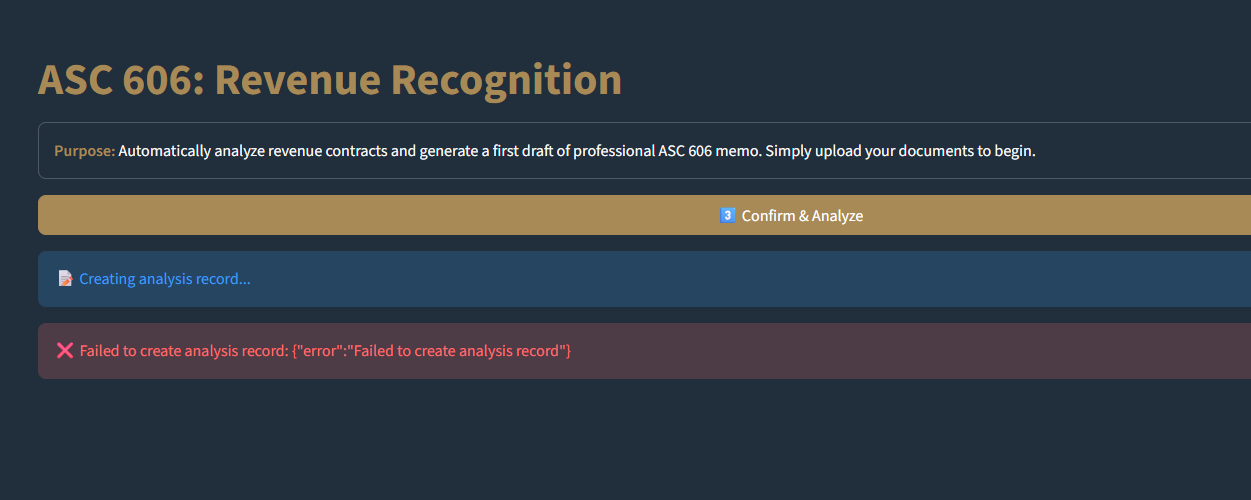 ASC 606: Revenue Recognition
Purpose: Automatically analyze revenue contracts and generate a first draft of professional ASC 606 memo. Simply upload your documents to begin.
3️⃣ Confirm & Analyze
📝 Creating analysis record...
❌ Failed to create analysis record: {"error":"Failed to create analysis record"}